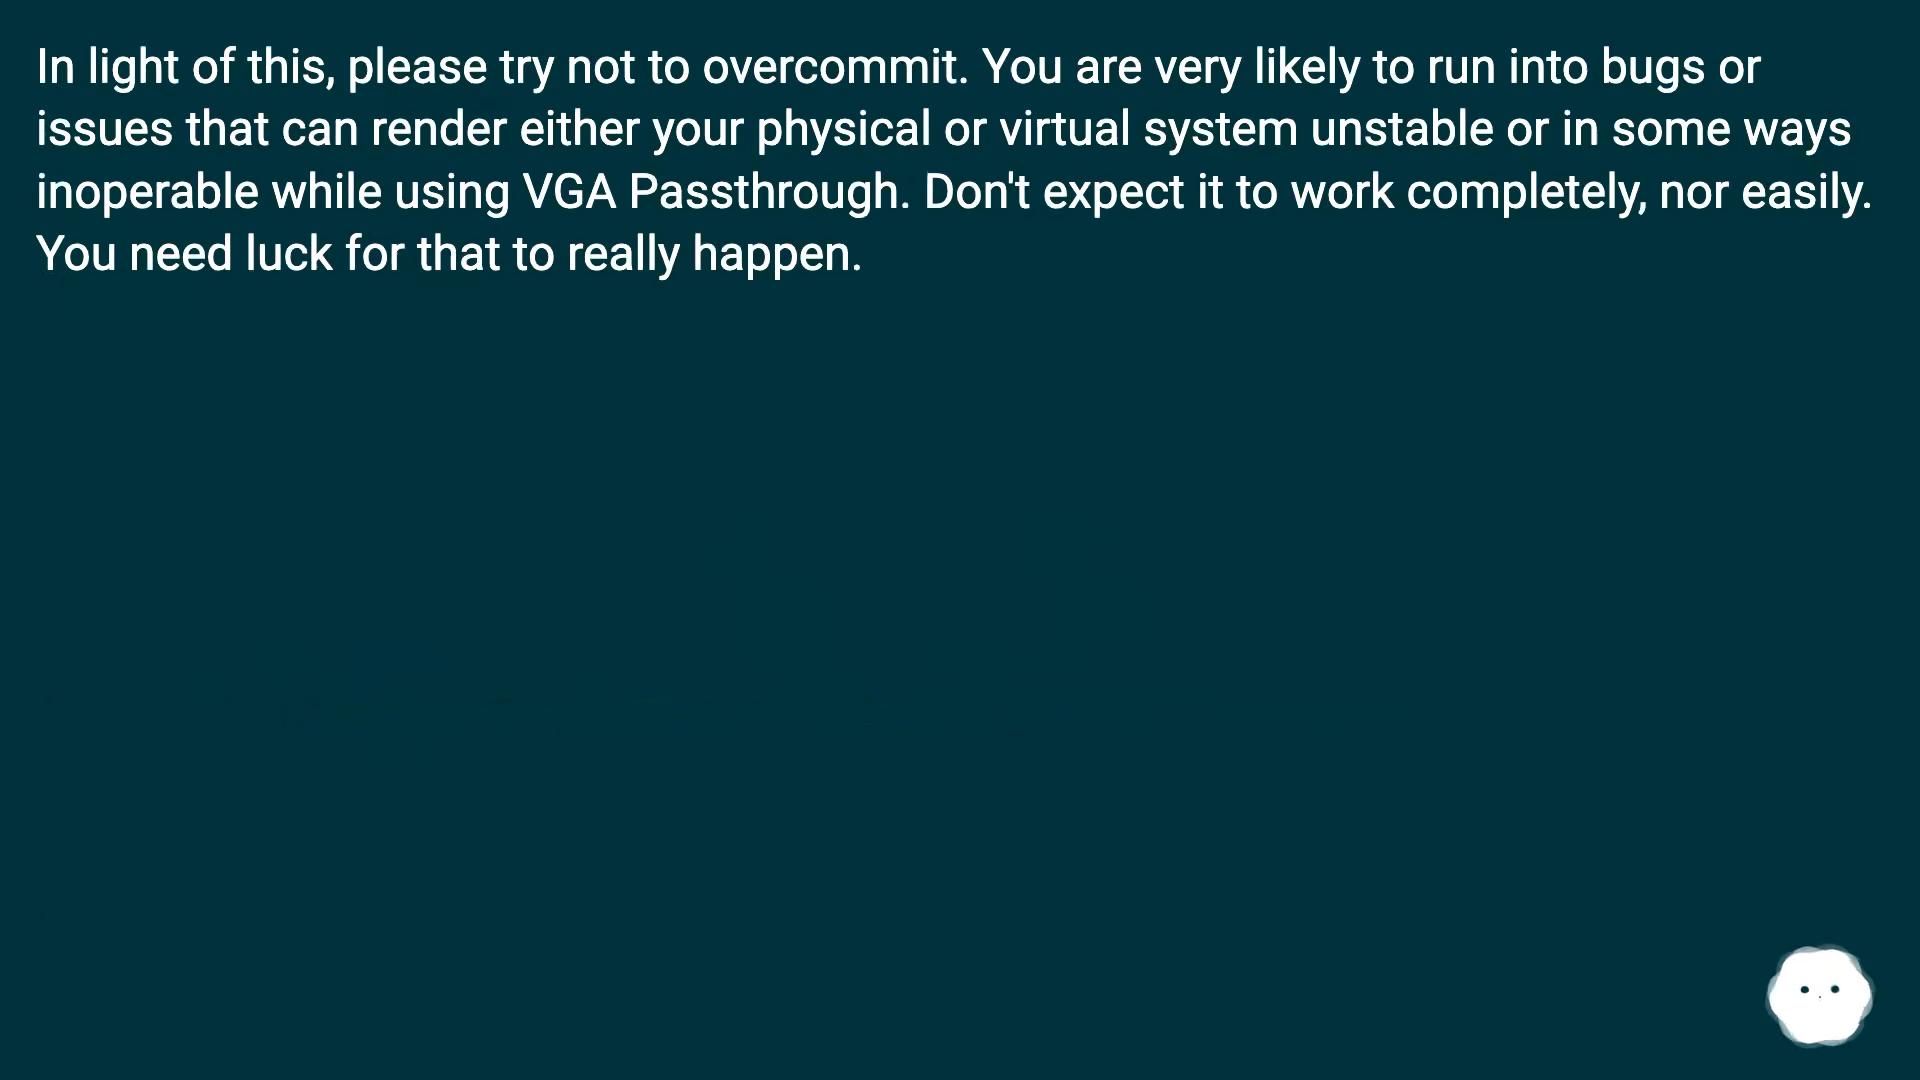 In light of this, please try not to overcommit. You are very likely to run into bugs or
issues that can render either your physical or virtual system unstable or in some ways
inoperable while using VGA Passthrough. Don't expect it to work completely, nor easily.
You need luck for that to really happen.